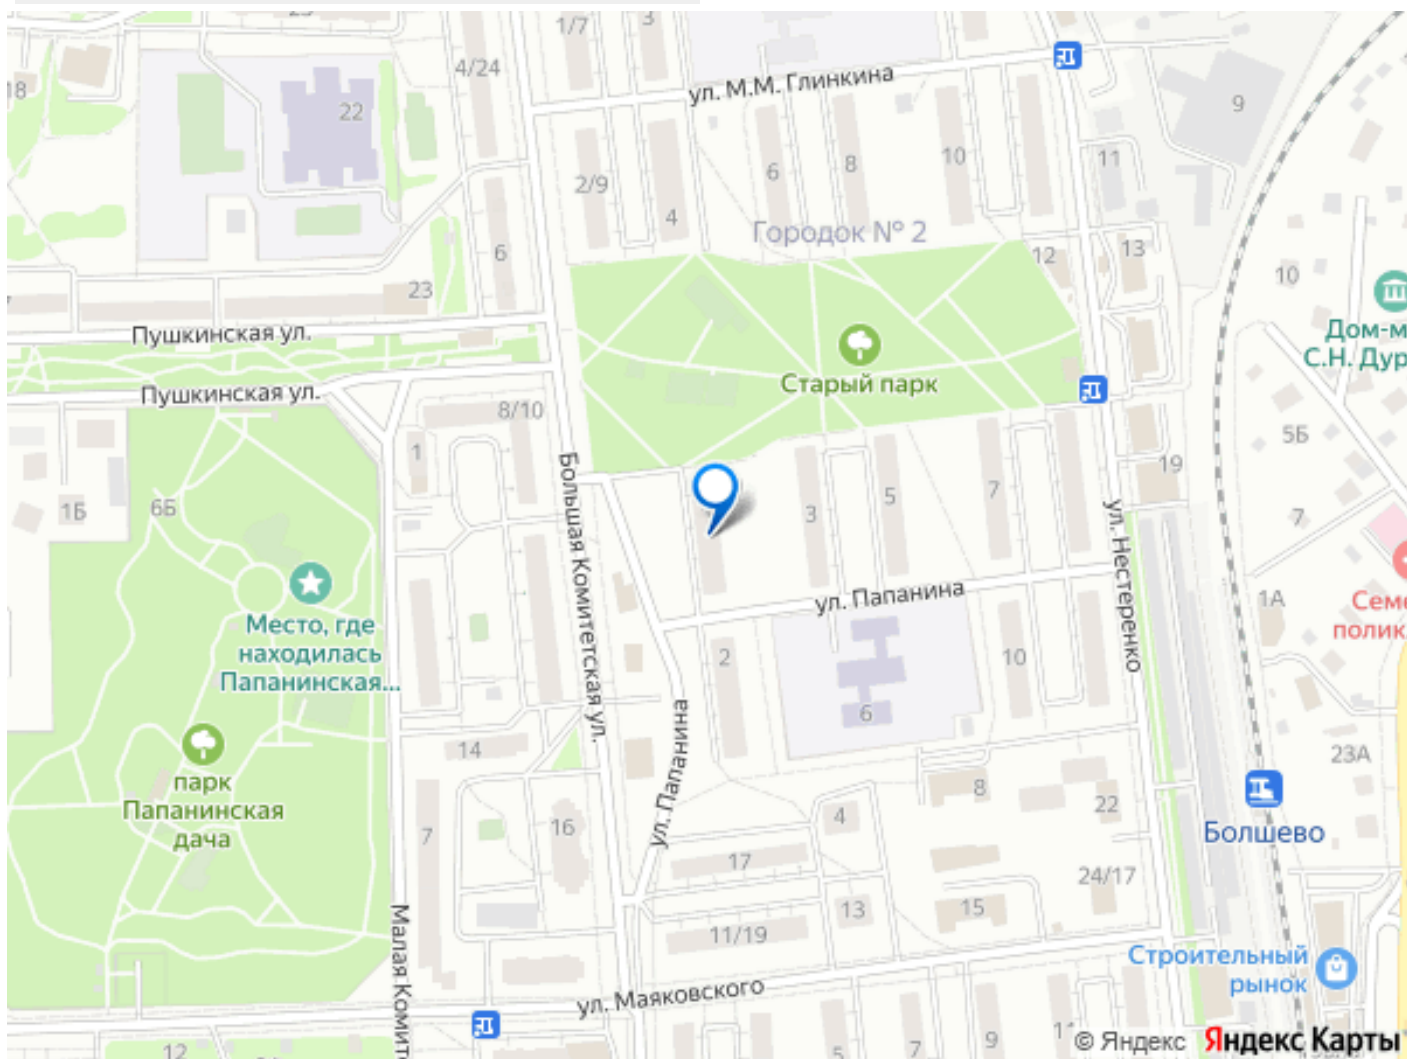 1/7
3
4/24
18
22
ул. М.М. Глинкина
9
2/9
4
6
8
10
11
6
Городок № 2
12
13
23
10
Пушкинская ул.
Дом-м
С.Н. Дур
Старый парк
Пушкинская ул.
8/10
1
5Б
19
1Б
6Б
Большая Комитетская ул.
3
5
7
ул. Нестеренко
7
ул. Папанина
1А
Семе
полик
Место, где
находилась
Папанинская...
2
10
6
ул. Папанина
14
23А
парк
Папанинская
дача
8
22
4
16
7
Болшево
17
24/17
13
15
11/19
Малая Комит
Строительный
рынок
ул. Маяковского
12
5
7
9
© Яндекс Яндекс Карты